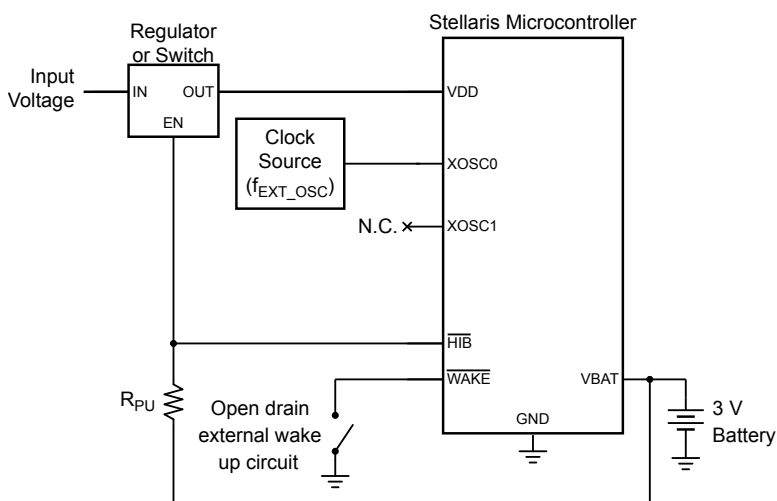 Stellaris Microcontroller
Regulator
or Switch
Input
Voltage
IN OUT
EN
VDD
Clock
Source
(fEXT_OSC)
XOSC0
N.C.
XOSC1
HIB
WAKE
VBAT
RPU
Open drain
external wake
up circuit
GND
3 V
Battery